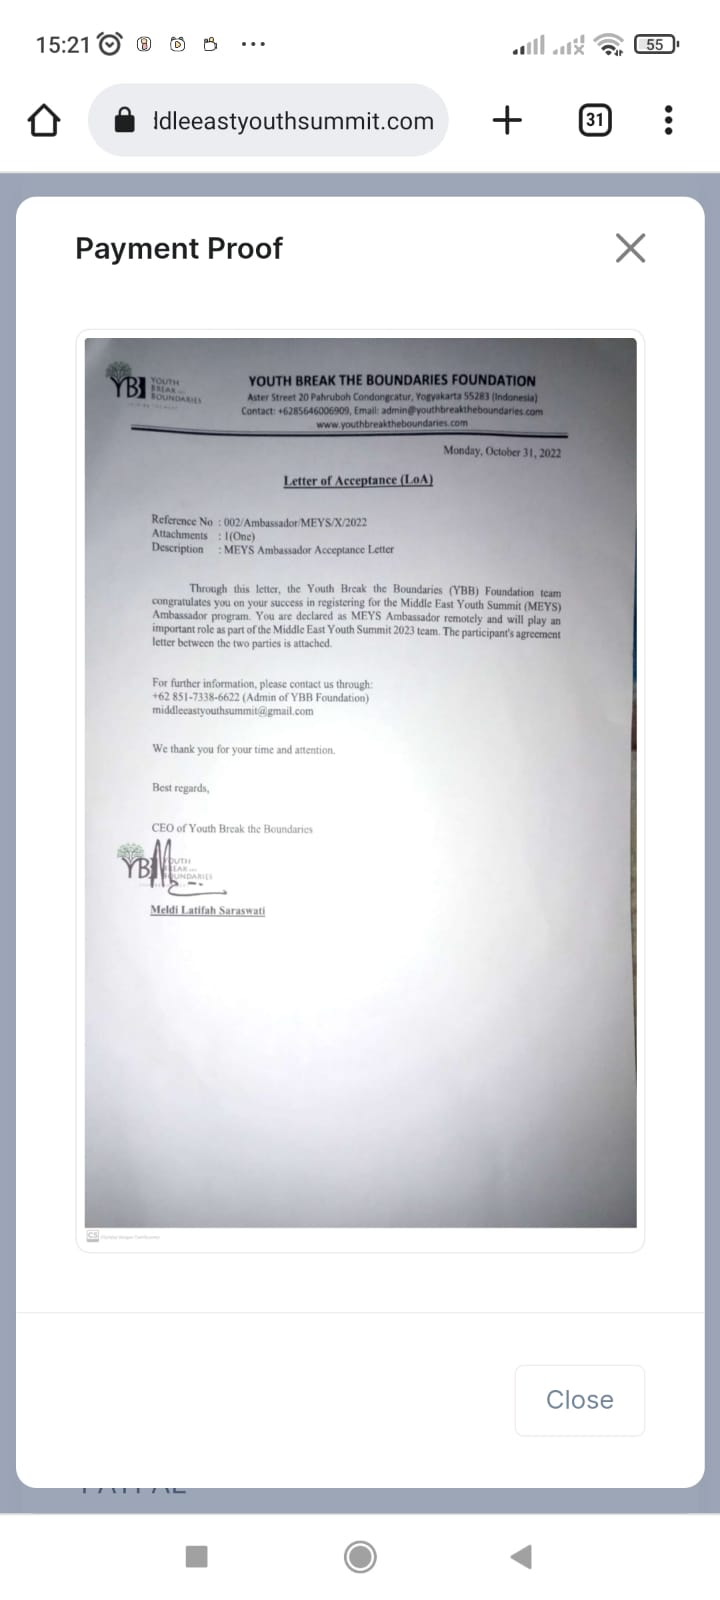 15:21
55
ldleeastyouthsummit.com
31
Payment Proof
YBB YOUTH
BREAK THE
BOUNDARIES
YOUTH BREAK THE BOUNDARIES FOUNDATION
Aster Street 20 Pahruboh Condongcatur, Yogyakarta 55283 (Indonesia)
Contact: +6285646006909, Email: admin@youthbreaktheboundaries.com
www.youthbreaktheboundaries.com
Monday, October 31, 2022
Letter of Acceptance (LoA)
Reference No : 002/Ambassador/MEYS/X/2022
Attachments : 1(One)
Description : MEYS Ambassador Acceptance Letter
Through this letter, the Youth Break the Boundaries (YBB) Foundation team
congratulates you on your success in registering for the Middle East Youth Summit (MEYS)
Ambassador program. You are declared as MEYS Ambassador remotely and will play an
important role as part of the Middle East Youth Summit 2023 team. The participant's agreement
letter between the two parties is attached.
For further information, please contact us through:
+62 851-7338-6622 (Admin of YBB Foundation)
middleeastyouthsummit@gmail.com
We thank you for your time and attention.
Best regards,
CEO of Youth Break the Boundaries
Meldi Latifah Saraswati
CS
Close